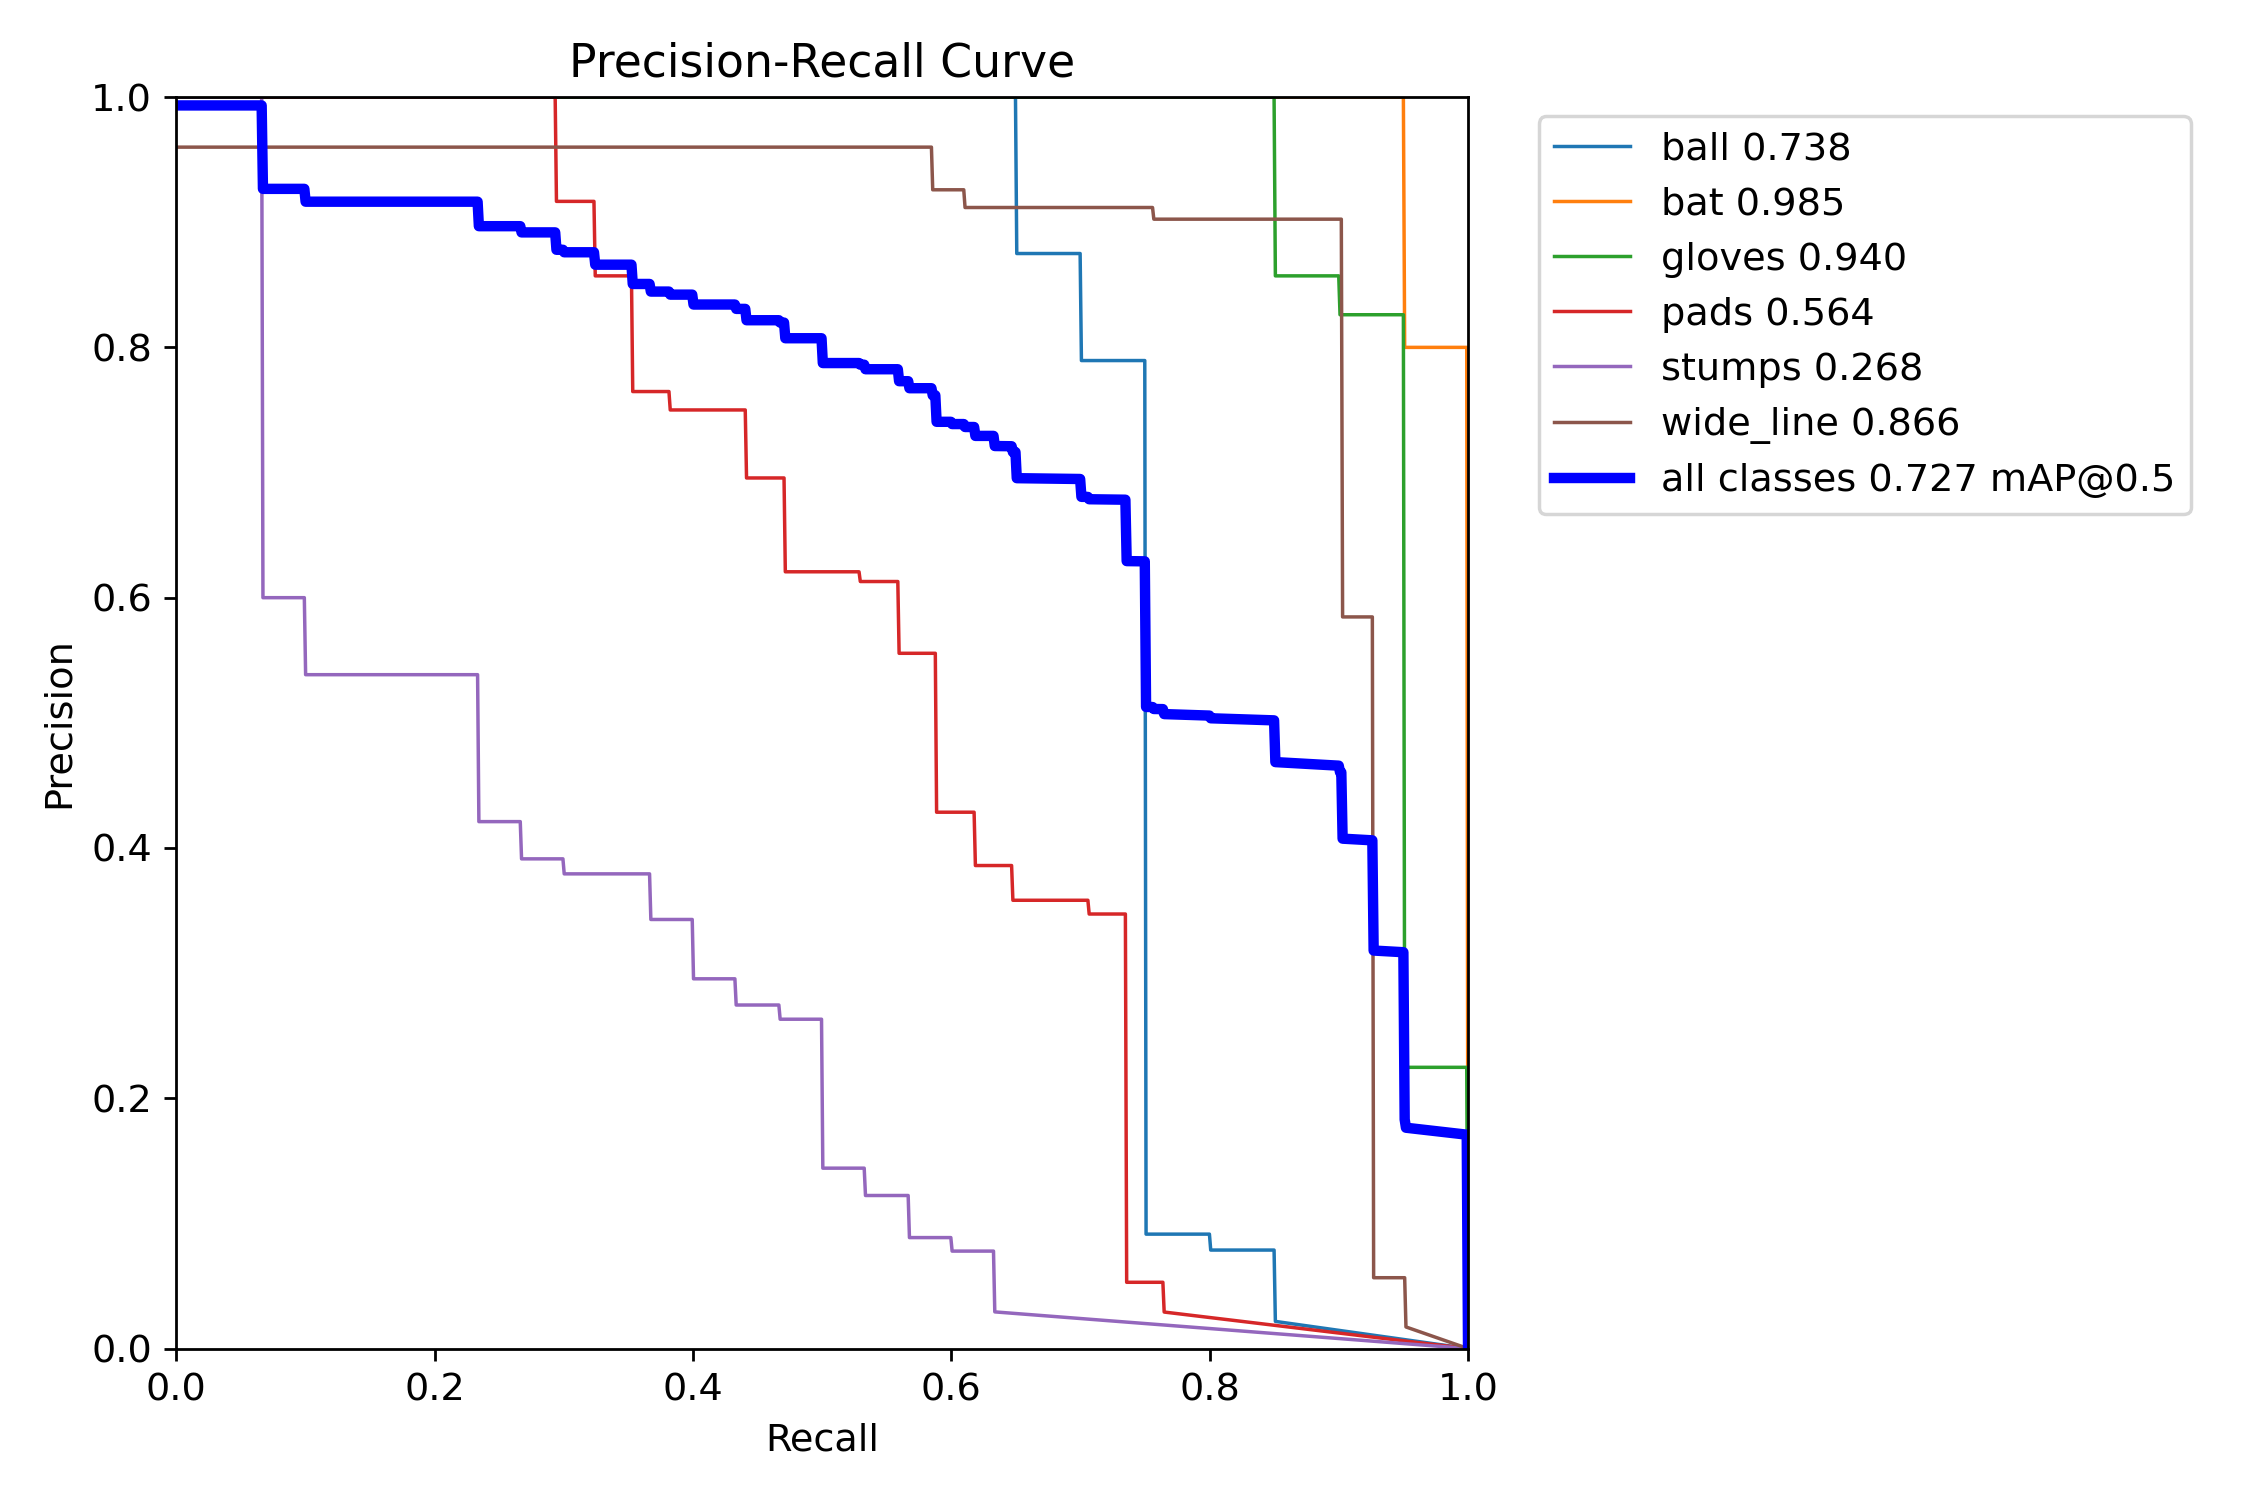 Precision-Recall Curve
1.0
0.8
0.6
0.4
0.2
0.0
Precision
0.0 0.2 0.4 0.6 0.8 1.0
Recall
ball 0.738
bat 0.985
gloves 0.940
pads 0.564
stumps 0.268
wide_line 0.866
all classes 0.727 mAP@0.5